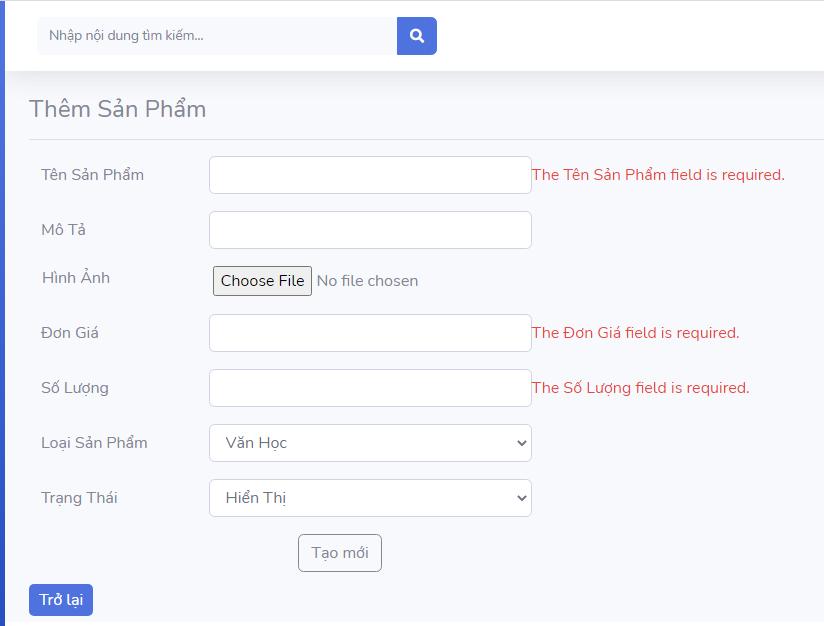 Nhập nội dung tìm kiếm...
Thêm Sản Phẩm
Tên Sản Phẩm The Tên Sản Phẩm field is required.
Mô Tả
Hình Ảnh Choose File No file chosen
Đơn Giá The Đơn Giá field is required.
Số Lượng The Số Lượng field is required.
Loại Sản Phẩm Văn Học
Trạng Thái Hiển Thị
Tạo mới
Trở lại